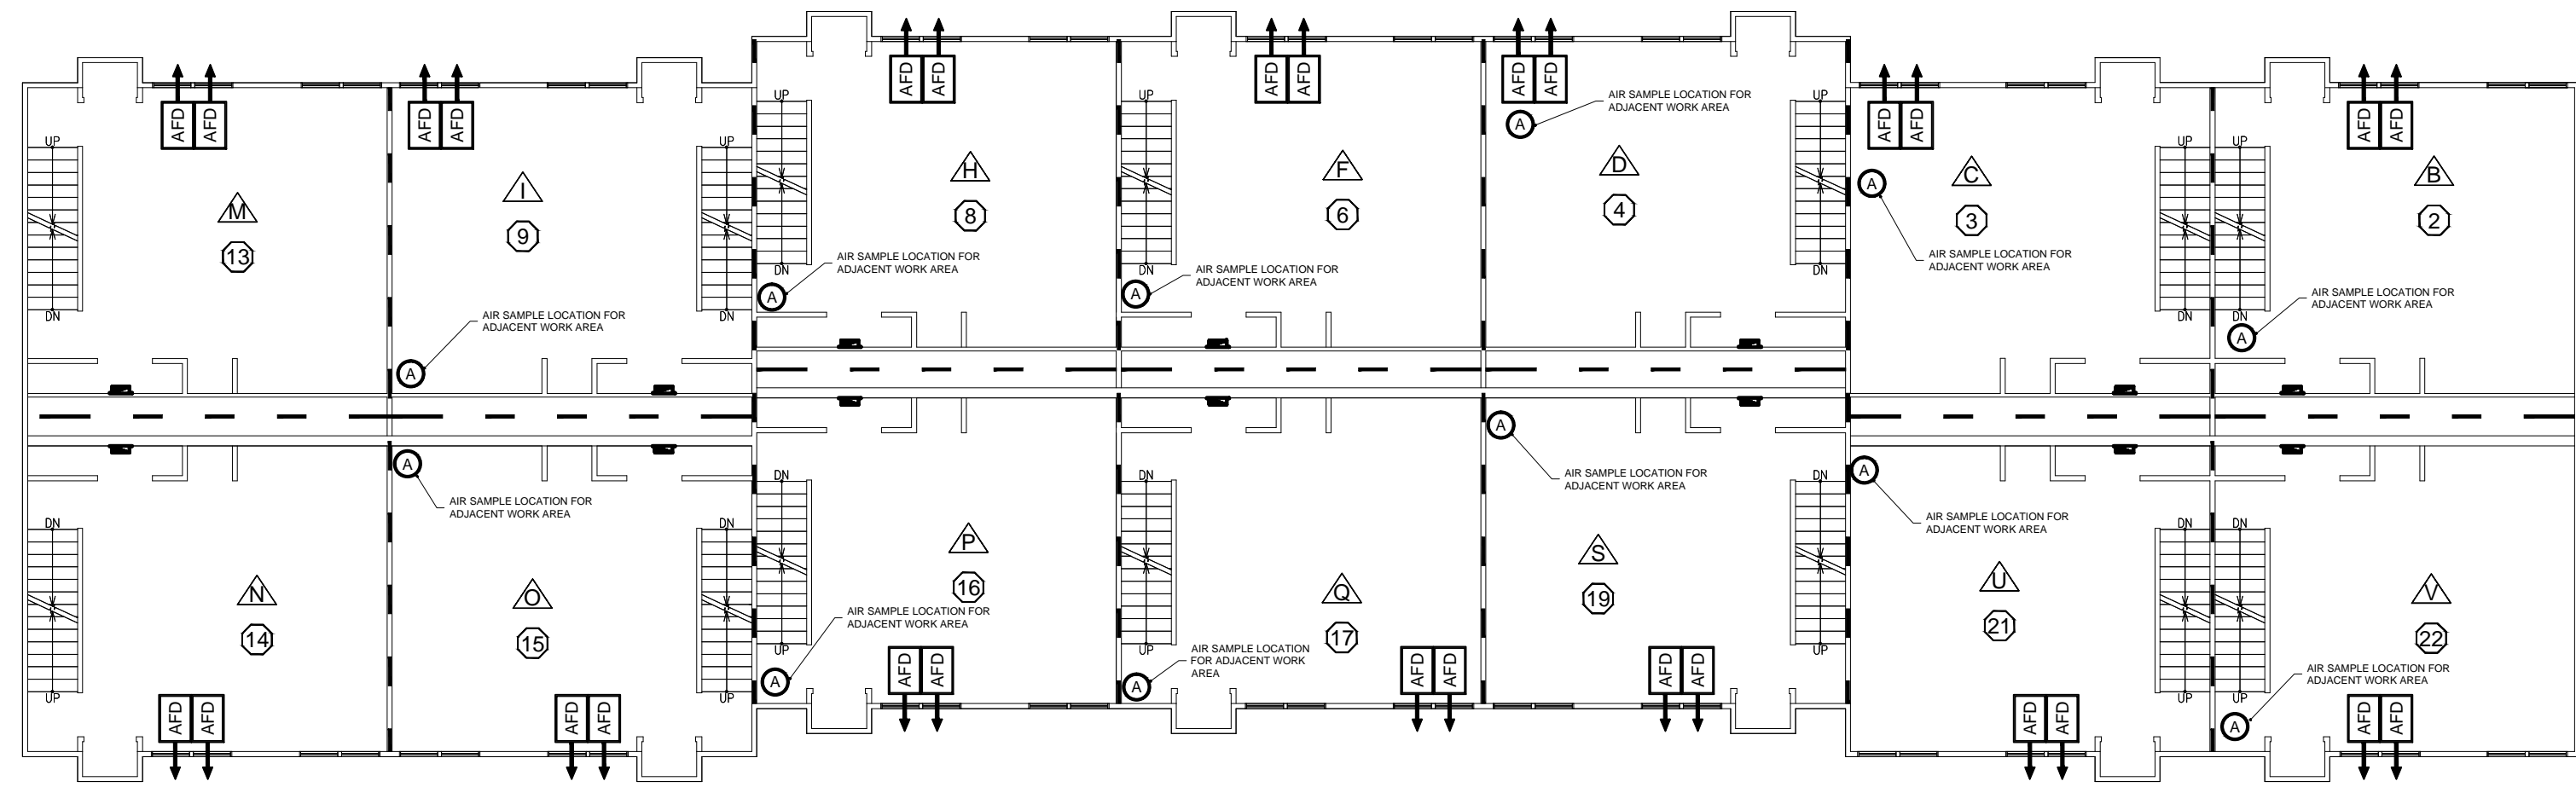 AFD
AFD
AFD
AFD
AFD
AFD
AFD
AFD
AFD
AFD
AFD
AFD
AFD
AFD
UP
UP
UP
UP
UP
UP
UP
M
13
I
9
H
8
F
6
D
4
C
3
B
2
A
AIR SAMPLE LOCATION FOR
ADJACENT WORK AREA
A
AIR SAMPLE LOCATION FOR
ADJACENT WORK AREA
A
AIR SAMPLE LOCATION FOR
ADJACENT WORK AREA
A
AIR SAMPLE LOCATION FOR
ADJACENT WORK AREA
A
AIR SAMPLE LOCATION FOR
ADJACENT WORK AREA
A
AIR SAMPLE LOCATION FOR
ADJACENT WORK AREA
DN
DN
DN
DN
DN
DN
DN
A
AIR SAMPLE LOCATION FOR
ADJACENT WORK AREA
A
AIR SAMPLE LOCATION FOR
ADJACENT WORK AREA
A
AIR SAMPLE LOCATION FOR
ADJACENT WORK AREA
DN
DN
DN
DN
DN
DN
DN
N
14
O
15
P
16
Q
17
S
19
U
21
V
22
AIR SAMPLE LOCATION FOR
ADJACENT WORK AREA
A
AIR SAMPLE LOCATION
FOR ADJACENT WORK
AREA
A
AIR SAMPLE LOCATION FOR
ADJACENT WORK AREA
A
UP
UP
UP
UP
UP
UP
UP
AFD
AFD
AFD
AFD
AFD
AFD
AFD
AFD
AFD
AFD
AFD
AFD
AFD
AFD